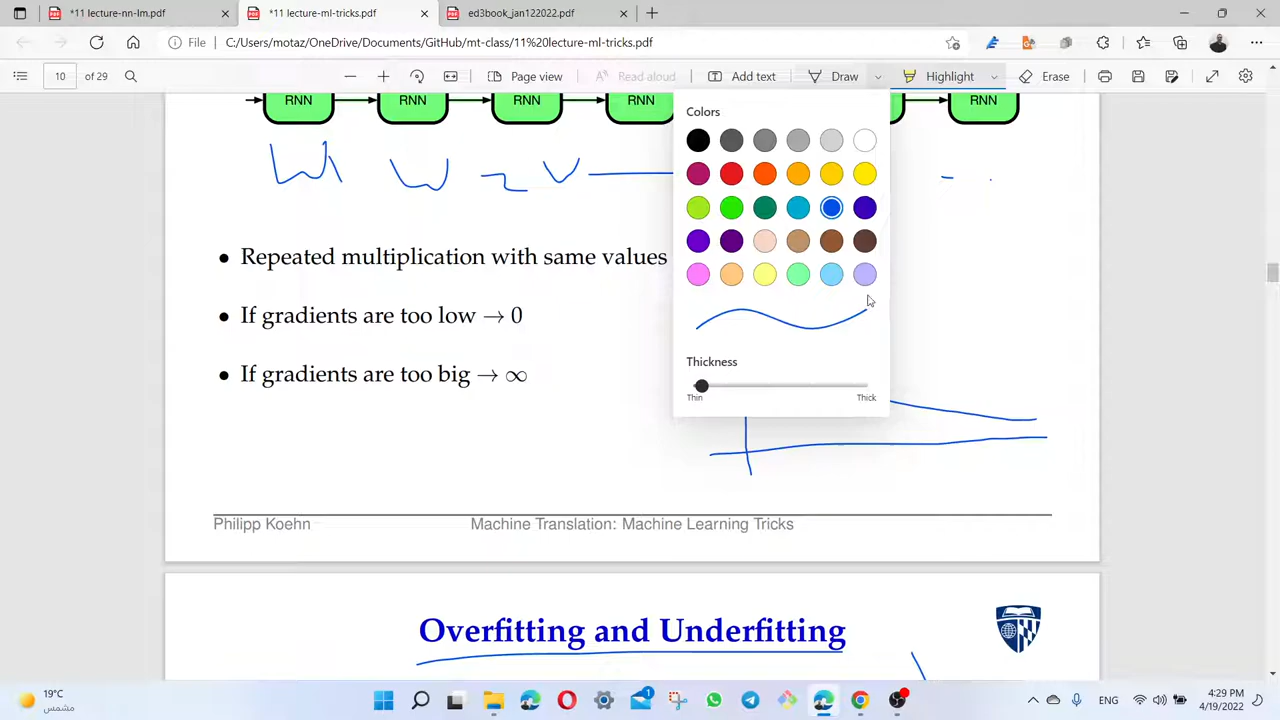 *11 lecture-nn-lm.pdf
*11 lecture-ml-tricks.pdf
ed3book_jan122022.pdf
File C:/Users/motaz/OneDrive/Documents/GitHub/mt-class/11%20lecture-ml-tricks.pdf
10 of 29
Page view
Read aloud
Add text
Draw
Highlight
Erase
RNN RNN RNN RNN RNN
Colors
Thickness
Thin Thick
• Repeated multiplication with same values
• If gradients are too low → 0
• If gradients are too big → ∞
Philipp Koehn Machine Translation: Machine Learning Tricks
Overfitting and Underfitting
19°C
مشمس
1
ENG
4:29 PM
4/19/2022